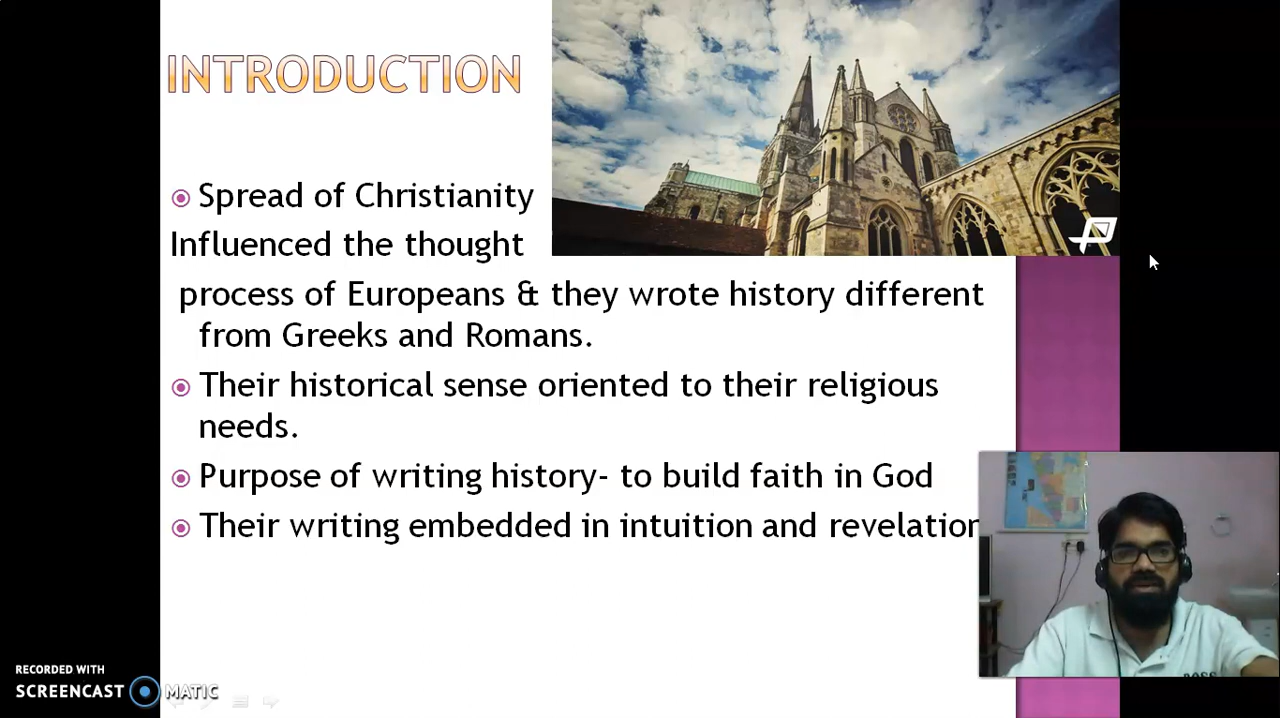 INTRODUCTION
Spread of Christianity
Influenced the thought
process of Europeans & they wrote history different
from Greeks and Romans.
Their historical sense oriented to their religious
needs.
Purpose of writing history- to build faith in God
Their writing embedded in intuition and revelation
RECORDED WITH
SCREENCAST MATIC